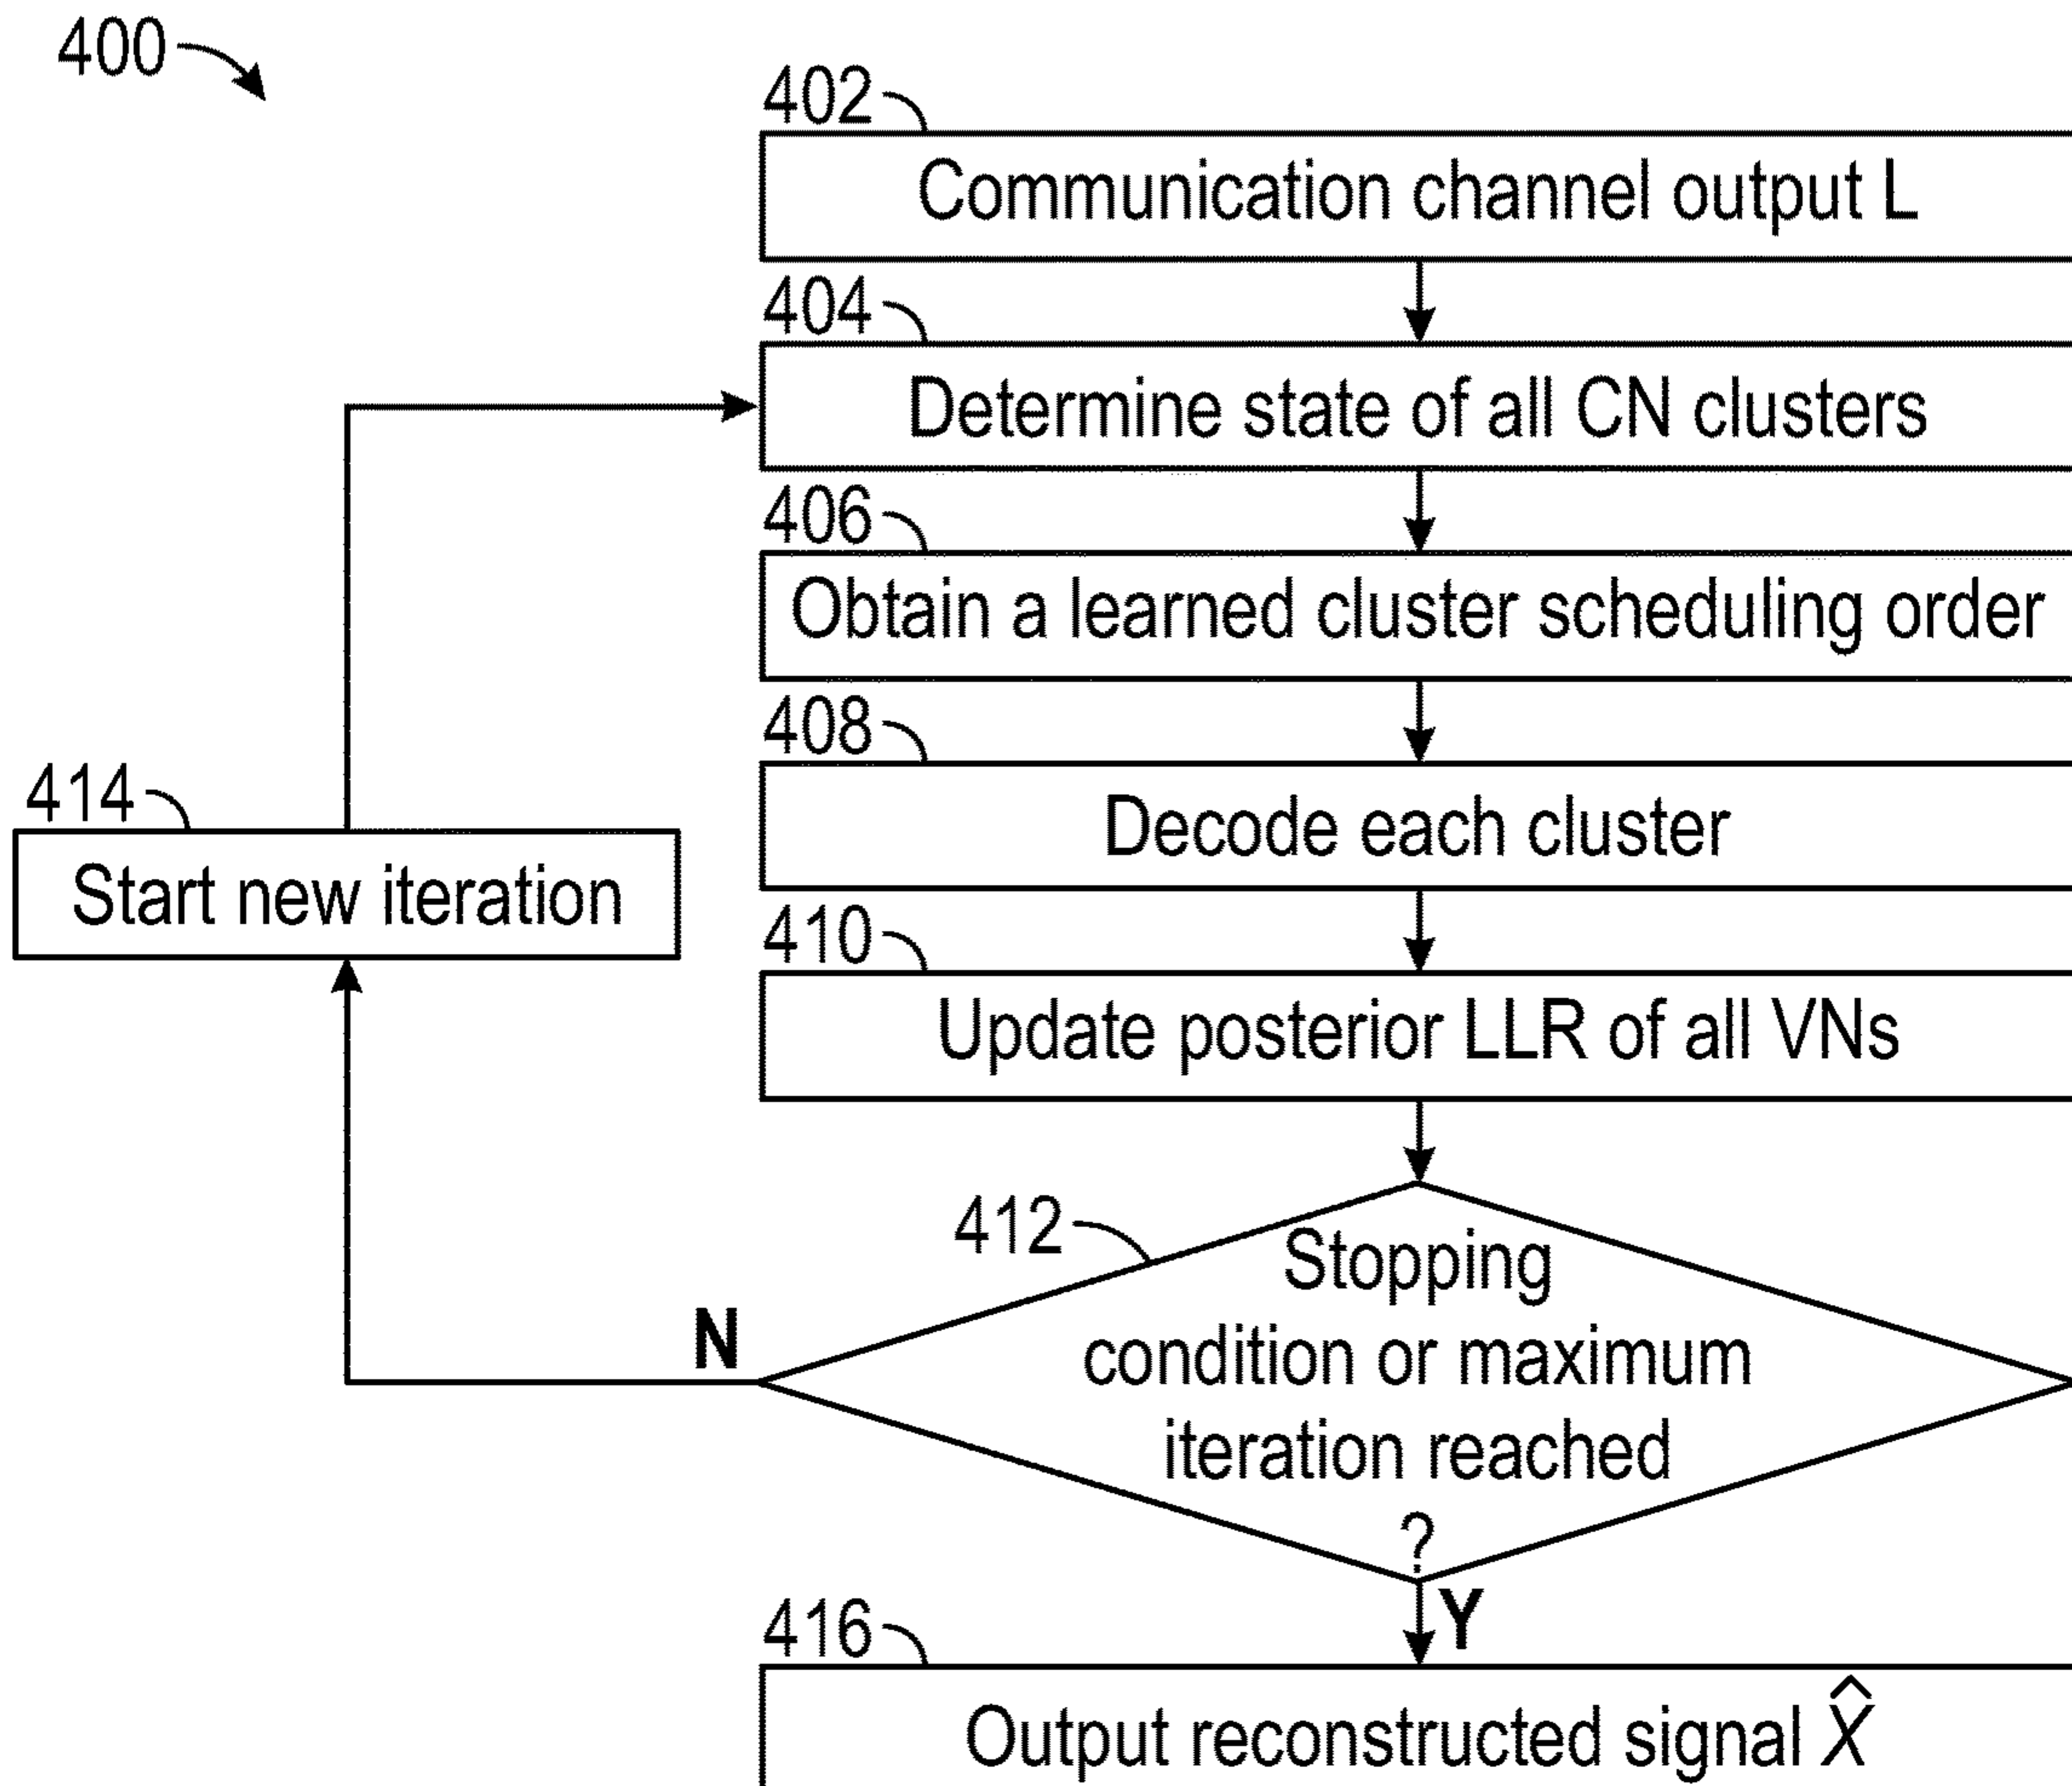 400
402
Communication channel output L
404
Determine state of all CN clusters
406
Obtain a learned cluster scheduling order
408
Decode each cluster
414
Start new iteration
410
Update posterior LLR of all VNs
412
Stopping
condition or maximum
iteration reached
?
N
Y
416
Output reconstructed signal X̂